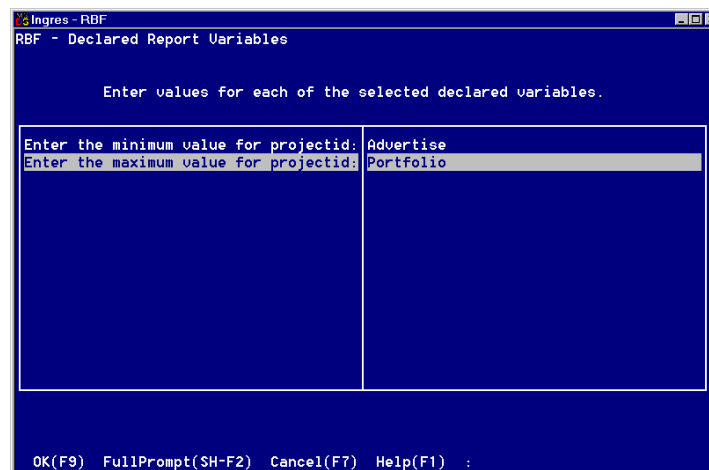 Ingres - RBF
RBF - Declared Report Variables
Enter values for each of the selected declared variables.
Enter the minimum value for projectid: Advertise
Enter the maximum value for projectid: Portfolio
OK(F9) FullPrompt(SH-F2) Cancel(F7) Help(F1) :